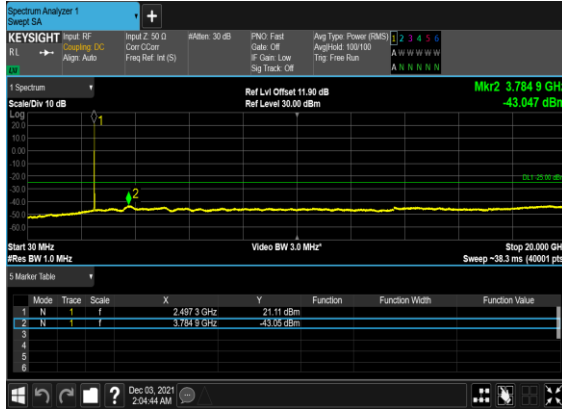 Spectrum Analyzer 1
Swept SA
+
KEYSIGHT Input: RF Input Z: 50 Ω #Atten: 30 dB PNO: Fast Avg Type: Power (RMS) 1 2 3 4 5 6
RL Coupling: DC Corr CCorr Gate: Off Avg|Hold: 100/100 A W W W W W
Align: Auto Freq Ref: Int (S) IF Gain: Low Trig: Free Run
Sig Track: Off A N N N N N
1 Spectrum Ref Lvl Offset 11.90 dB Mkr2 3.784 9 GHz
Scale/Div 10 dB Ref Level 30.00 dBm -43.047 dBm
Log
1
20.0
10.0
0.00
-10.0
-20.0
DL1 -25.00 dBm
-30.0
2
-40.0
-50.0
-60.0
Start 30 MHz Video BW 3.0 MHz* Stop 20.000 GHz
#Res BW 1.0 MHz Sweep ~38.3 ms (40001 pts)
5 Marker Table
Mode Trace Scale X Y Function Function Width Function Value
1 N 1 f 2.497 3 GHz 21.11 dBm
2 N 1 f 3.784 9 GHz -43.05 dBm
3
4
5
6
? Dec 03, 2021
2:04:44 AM